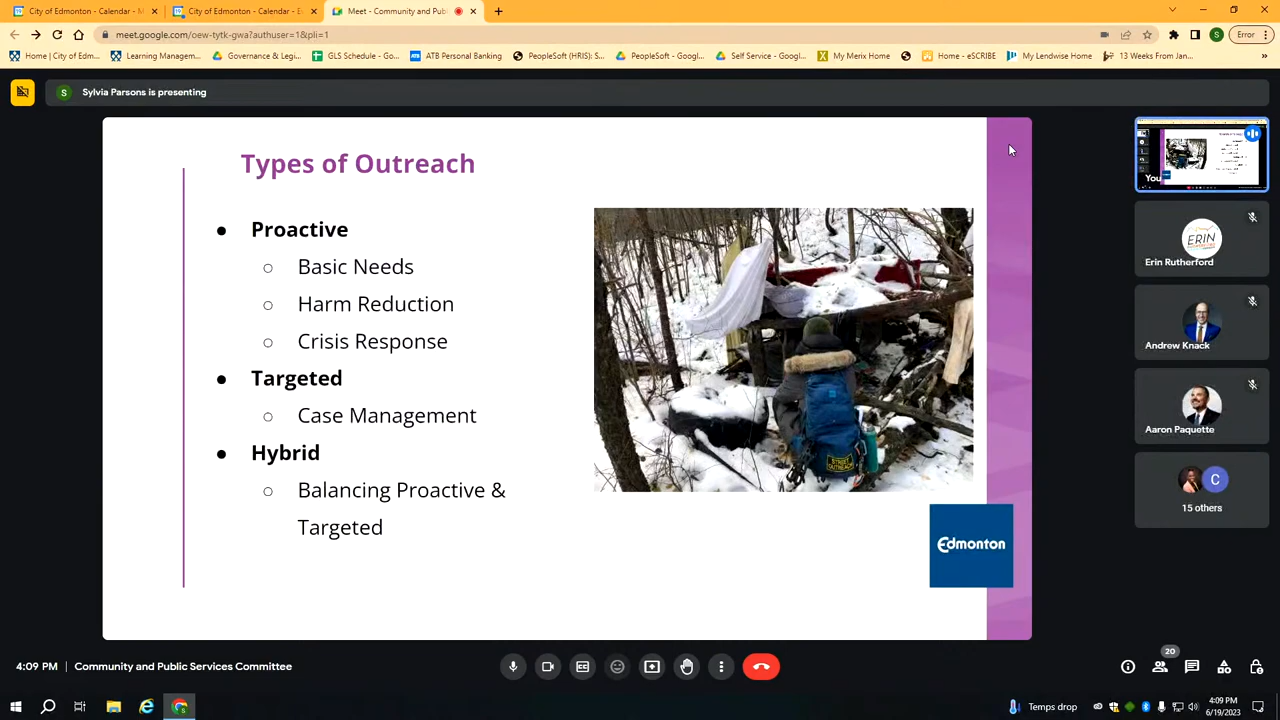 City of Edmonton - Calendar - M
City of Edmonton - Calendar - E
Meet - Community and Publ
meet.google.com/oew-tytk-gwa?authuser=1&pli=1
S
Error
Home | City of Edm...
Learning Managem...
Governance & Legi...
GLS Schedule - Go...
ATB Personal Banking
PeopleSoft (HRIS): S...
PeopleSoft - Googl...
Self Service - Googl...
My Merix Home
Home - eSCRIBE
My Lendwise Home
13 Weeks From Jan...
S
Sylvia Parsons is presenting
Types of Outreach
● Proactive
○ Basic Needs
○ Harm Reduction
○ Crisis Response
● Targeted
○ Case Management
● Hybrid
○ Balancing Proactive &
Targeted
STREET
OUTREACH
Edmonton
You
ERIN
Erin Rutherford
Andrew Knack
Aaron Paquette
C
15 others
4:09 PM | Community and Public Services Committee
20
Temps drop
4:09 PM
6/19/2023